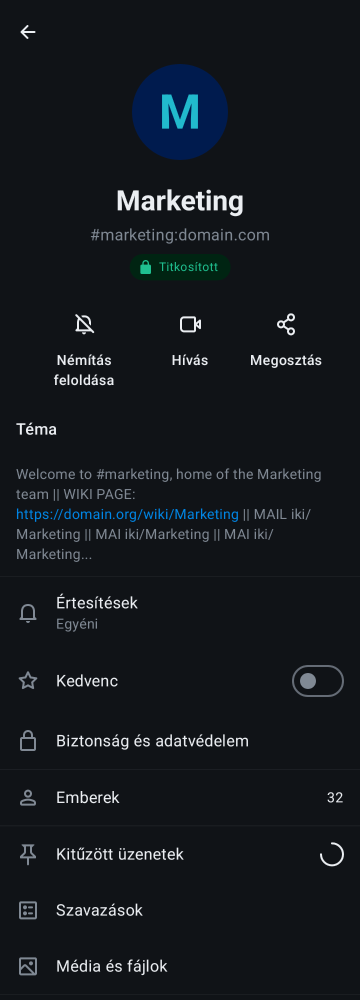 M
Marketing
#marketing:domain.com
Titkosított
Némítás
feloldása
Hívás
Megosztás
Téma
Welcome to #marketing, home of the Marketing
team || WIKI PAGE:
https://domain.org/wiki/Marketing || MAIL iki/
Marketing || MAI iki/Marketing || MAI iki/
Marketing...
Értesítések
Egyéni
Kedvenc
Biztonság és adatvédelem
Emberek
32
Kitűzött üzenetek
Szavazások
Média és fájlok